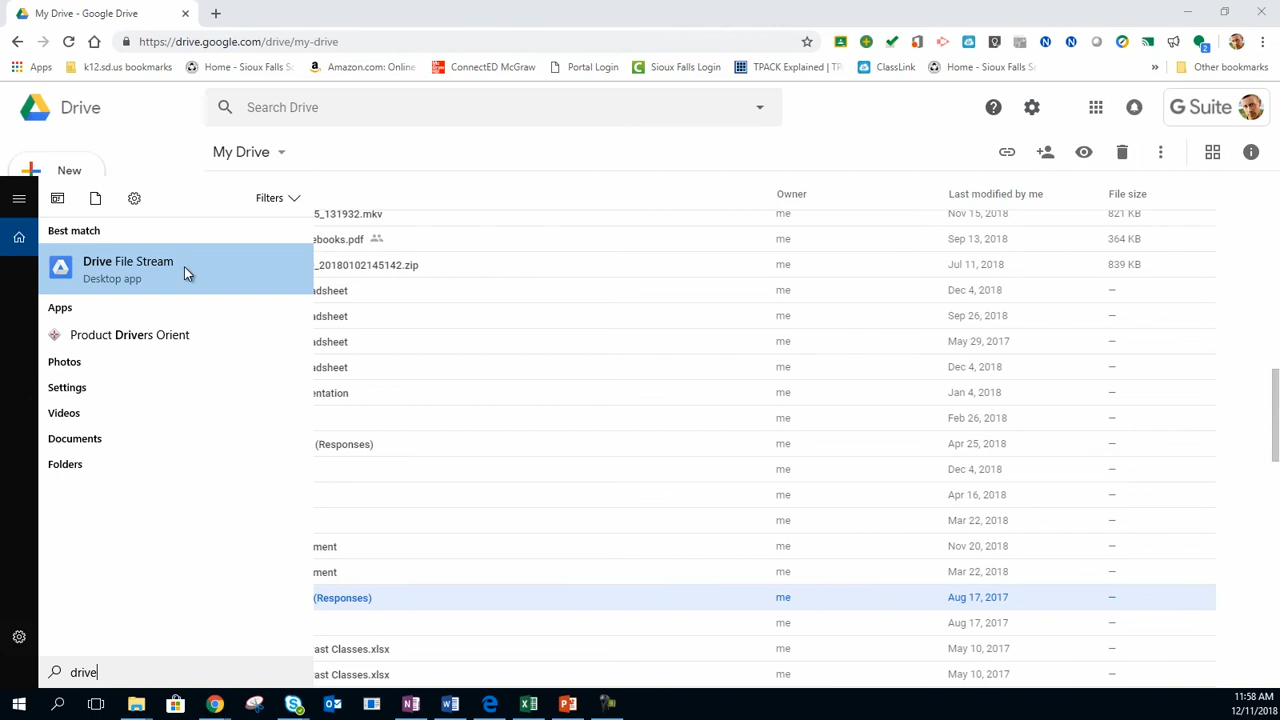 My Drive - Google Drive
https://drive.google.com/drive/my-drive
Apps
k12.sd.us bookmarks
Home - Sioux Falls Sc
Amazon.com: Online
ConnectED McGraw
Portal Login
Sioux Falls Login
TPACK Explained | TP
ClassLink
Home - Sioux Falls Sc
»
Other bookmarks
2
Drive
Search Drive
G Suite
New
My Drive
Owner
Last modified by me
File size
5_131932.mkv
me
Nov 15, 2018
821 KB
ebooks.pdf
me
Sep 13, 2018
364 KB
_20180102145142.zip
me
Jul 11, 2018
839 KB
adsheet
me
Dec 4, 2018
—
adsheet
me
Sep 26, 2018
—
adsheet
me
May 29, 2017
—
adsheet
me
Dec 4, 2018
—
entation
me
Jan 4, 2018
—
me
Feb 26, 2018
—
(Responses)
me
Apr 25, 2018
—
me
Dec 4, 2018
—
me
Apr 16, 2018
—
me
Mar 22, 2018
—
ment
me
Nov 20, 2018
—
ment
me
Mar 22, 2018
—
(Responses)
me
Aug 17, 2017
—
me
Aug 17, 2017
—
ast Classes.xlsx
me
May 10, 2017
—
ast Classes.xlsx
me
May 10, 2017
—
Filters
Best match
Drive File Stream
Desktop app
Apps
Product Drivers Orient
Photos
Settings
Videos
Documents
Folders
drive
11:58 AM
12/11/2018